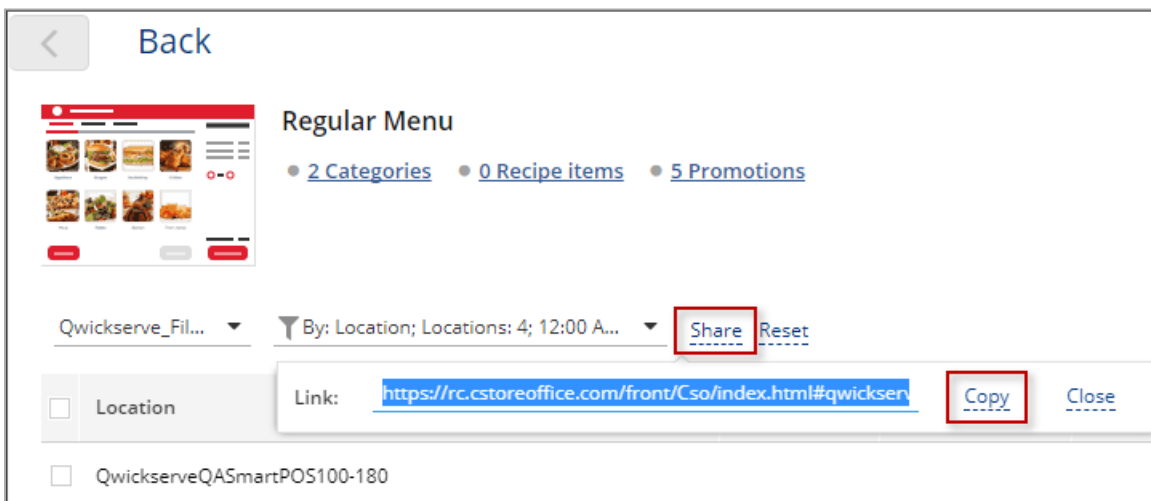 Back
Regular Menu
2 Categories 0 Recipe items 5 Promotions
Qwickserve_Fil... By: Location; Locations: 4; 12:00 A... Share Reset
Link: https://rc.cstoreoffice.com/front/Cso/index.html#qwickserv Copy Close
Location
QwickserveQASmartPOS100-180